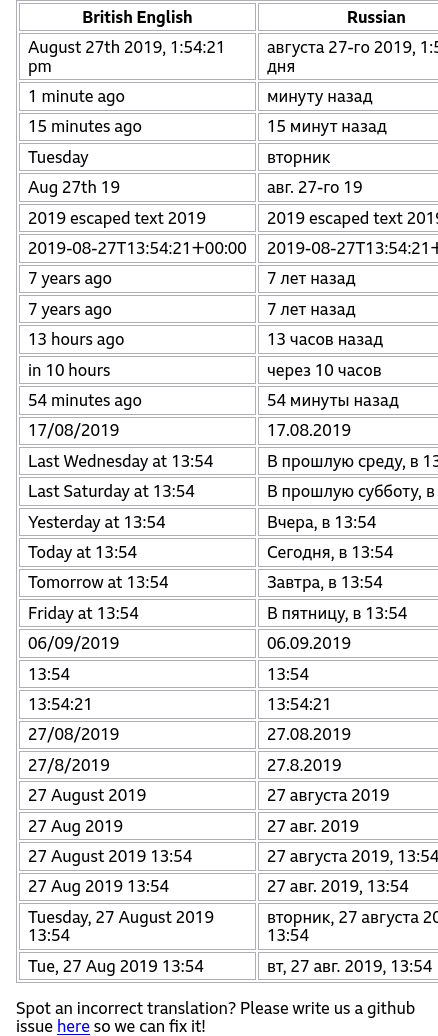 British English Russian
August 27th 2019, 1:54:21 августа 27-го 2019,
pm дня
1 minute ago минуту назад
15 minutes ago 15 минут назад
Tuesday вторник
Aug 27th 19 авг. 27-го 19
2019 escaped text 2019 2019 escaped text
2019-08-27T13:54:21+00:00 2019-08-27T13:54:21+
7 years ago 7 лет назад
7 years ago 7 лет назад
13 hours ago 13 часов назад
in 10 hours через 10 часов
54 minutes ago 54 минуты назад
17/08/2019 17.08.2019
Last Wednesday at 13:54 В прошлую среду, в
Last Saturday at 13:54 В прошлую субботу, в
Yesterday at 13:54 Вчера, в 13:54
Today at 13:54 Сегодня, в 13:54
Tomorrow at 13:54 Завтра, в 13:54
Friday at 13:54 В пятницу, в 13:54
06/09/2019 06.09.2019
13:54 13:54
13:54:21 13:54:21
27/08/2019 27.08.2019
27/8/2019 27.8.2019
27 August 2019 27 августа 2019
27 Aug 2019 27 авг. 2019
27 August 2019 13:54 27 августа 2019, 13:54
27 Aug 2019 13:54 27 авг. 2019, 13:54
Tuesday, 27 August 2019 вторник, 27 августа
13:54 13:54
Tue, 27 Aug 2019 13:54 вт, 27 авг. 2019, 13:54
Spot an incorrect translation? Please write us a github
issue here so we can fix it!